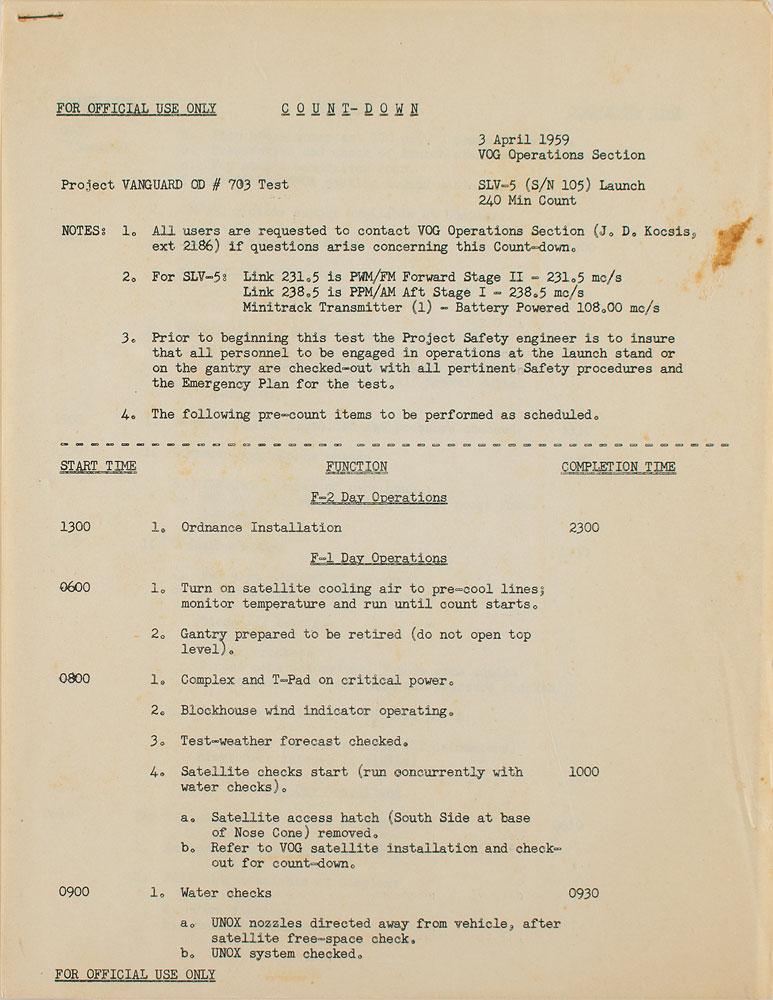 FOR OFFICIAL USE ONLY COUNT-DOWN
3 April 1959
VOG Operations Section
Project VANGUARD OD # 703 Test SLV-5 (S/N 105) Launch
240 Min Count
NOTES: 1. All users are requested to contact VOG Operations Section (J. D. Kocsis,
ext 2186) if questions arise concerning this Count-down.
2. For SLV-5: Link 231.5 is PWM/FM Forward Stage II - 231.5 mc/s
Link 238.5 is PPM/AM Aft Stage I - 238.5 mc/s
Minitrack Transmitter (1) - Battery Powered 108.00 mc/s
3. Prior to beginning this test the Project Safety engineer is to insure
that all personnel to be engaged in operations at the launch stand or
on the gantry are checked-out with all pertinent Safety procedures and
the Emergency Plan for the test.
4. The following pre-count items to be performed as scheduled.
START TIME FUNCTION COMPLETION TIME
F-2 Day Operations
1300 1. Ordnance Installation 2300
F-1 Day Operations
0600 1. Turn on satellite cooling air to pre-cool lines;
monitor temperature and run until count starts.
2. Gantry prepared to be retired (do not open top
level).
0800 1. Complex and T-Pad on critical power.
2. Blockhouse wind indicator operating.
3. Test-weather forecast checked.
4. Satellite checks start (run concurrently with 1000
water checks).
a. Satellite access hatch (South Side at base
of Nose Cone) removed.
b. Refer to VOG satellite installation and check-
out for count-down.
0900 1. Water checks 0930
a. UNOX nozzles directed away from vehicle, after
satellite free-space check.
b. UNOX system checked.
FOR OFFICIAL USE ONLY